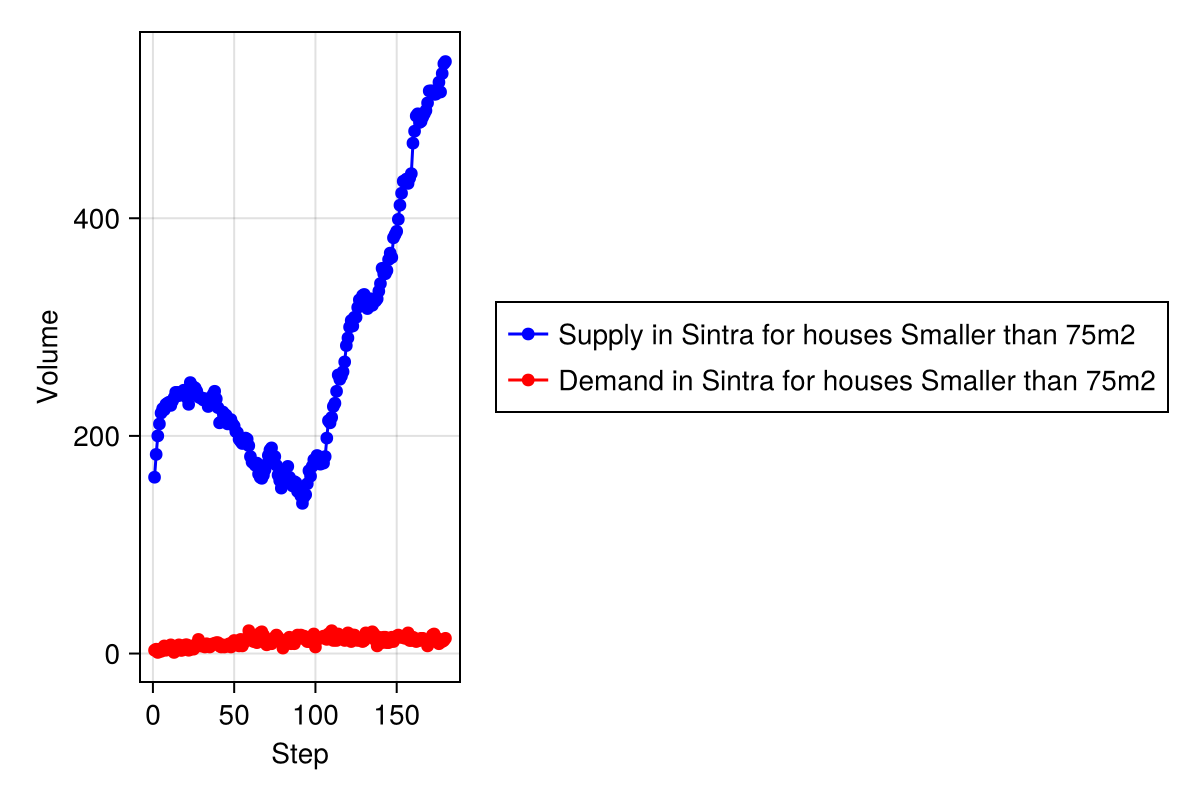 Volume
400
200
0
0 50 100 150
Step
Supply in Sintra for houses Smaller than 75m2
Demand in Sintra for houses Smaller than 75m2